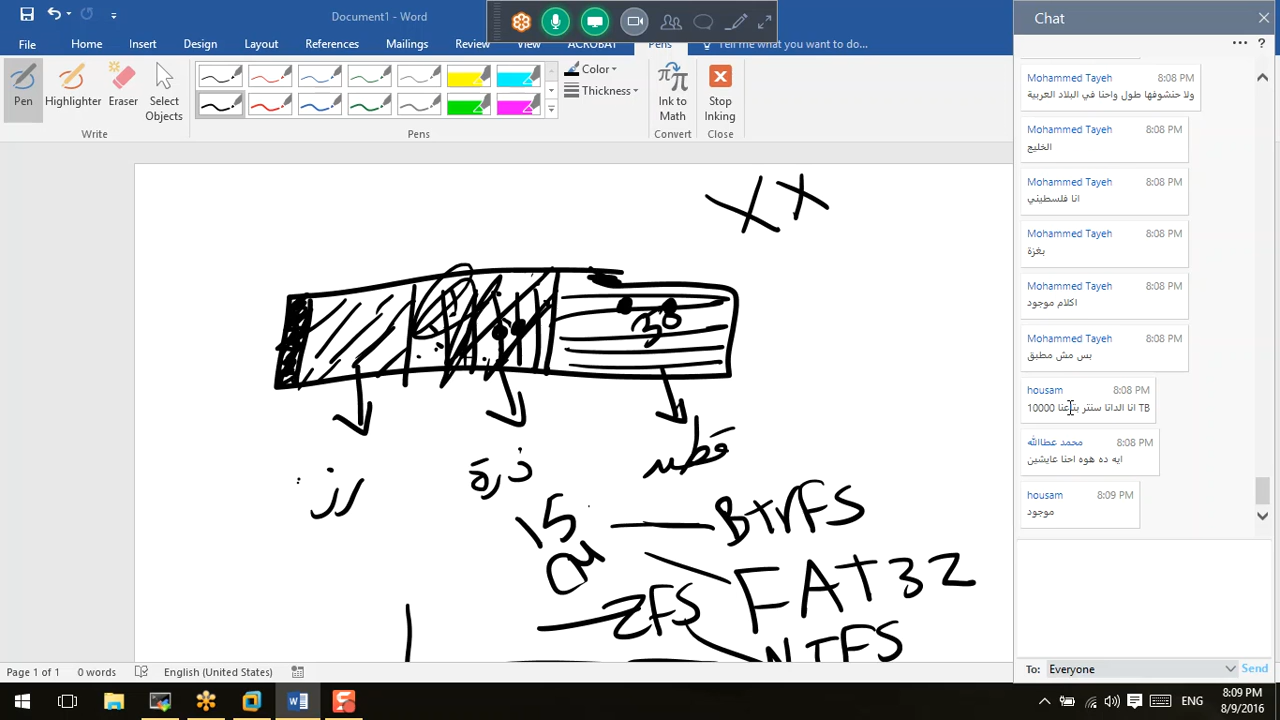 Document1 - Word
File
Home
Insert
Design
Layout
References
Mailings
Review
View
ACROBAT
Pens
Tell me what you want to do...
Pen
Highlighter
Eraser
Select Objects
Color
Thickness
Ink to Math
Stop Inking
Write
Pens
Convert
Close
XX
38
رز
ذرة
قطن
15
BTrFS
FAT32
ZFS
NTFS
Page 1 of 1
0 words
English (United States)
Chat
Mohammed Tayeh 8:08 PM
ولا حنشوفها طول واحنا في البلاد العربية
Mohammed Tayeh 8:08 PM
الخليج
Mohammed Tayeh 8:08 PM
انا فلسطيني
Mohammed Tayeh 8:08 PM
بغزة
Mohammed Tayeh 8:08 PM
اكلام موجود
Mohammed Tayeh 8:08 PM
بس مش مطبق
housam 8:08 PM
انا الداتا سنتر بتاعنا 10000 TB
محمد عطاالله 8:08 PM
ايه ده هوه احنا عايشين
housam 8:09 PM
موجود
To: Everyone
Send
ENG
8:09 PM
8/9/2016